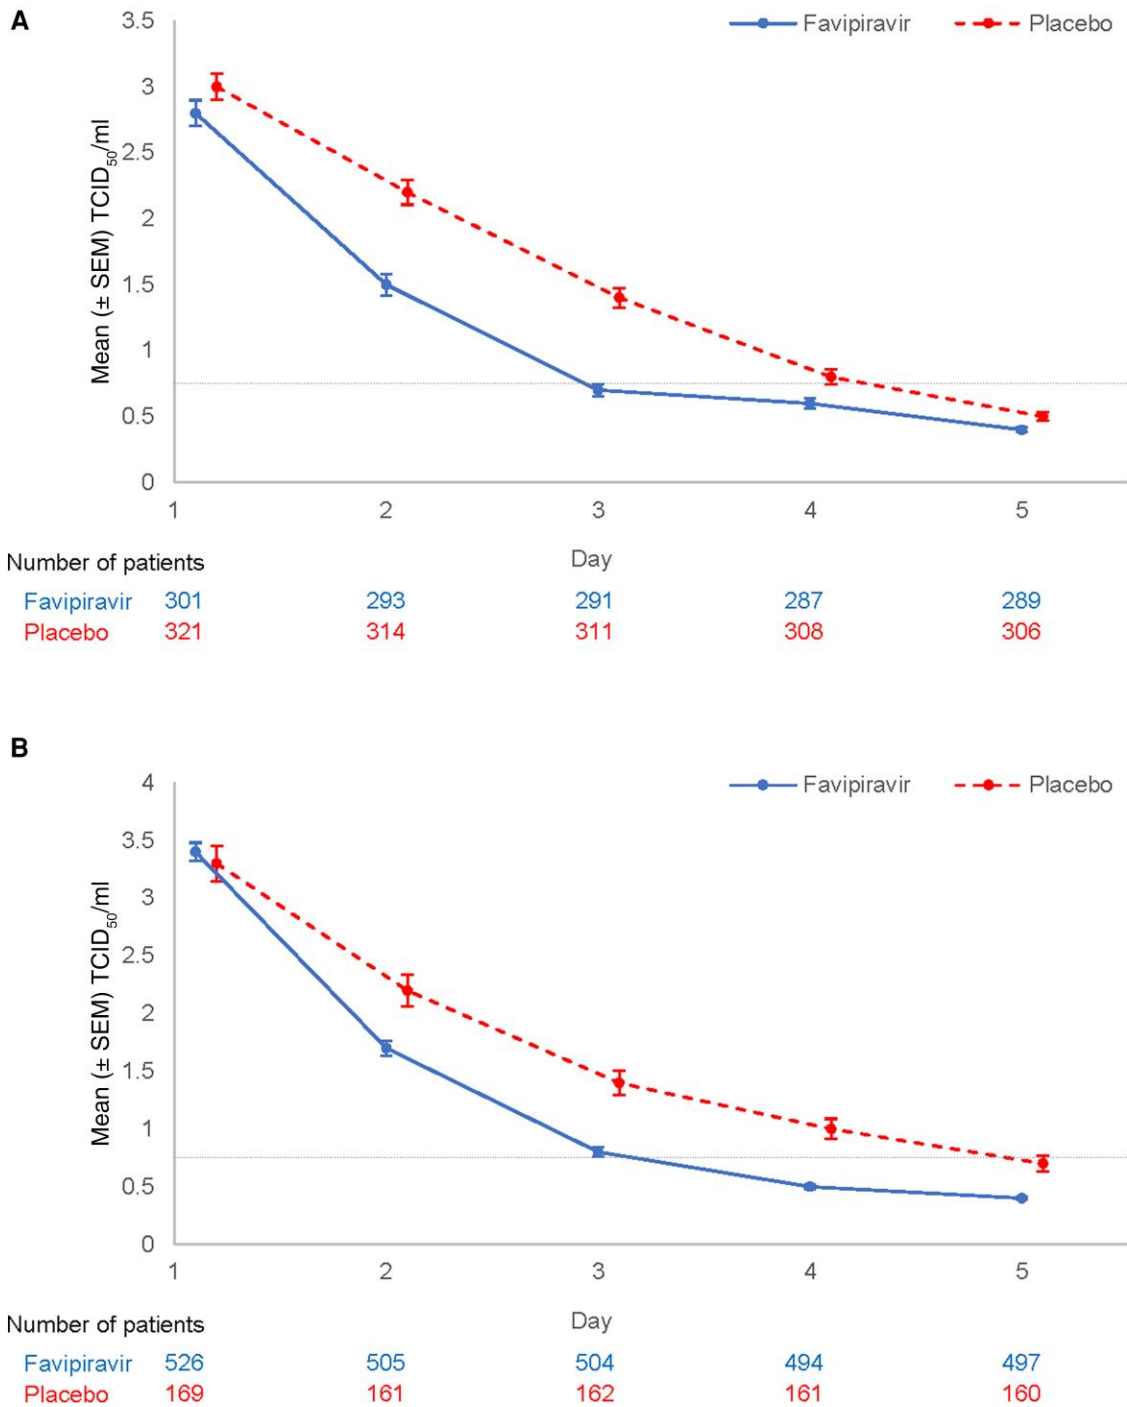 A
Favipiravir Placebo
Mean (± SEM) TCID50/ml
3.5
3
2.5
2
1.5
1
0.5
0
1 2 3 4 5
Day
Number of patients
Favipiravir 301 293 291 287 289
Placebo 321 314 311 308 306
B
Favipiravir Placebo
Mean (± SEM) TCID50/ml
4
3.5
3
2.5
2
1.5
1
0.5
0
1 2 3 4 5
Day
Number of patients
Favipiravir 526 505 504 494 497
Placebo 169 161 162 161 160